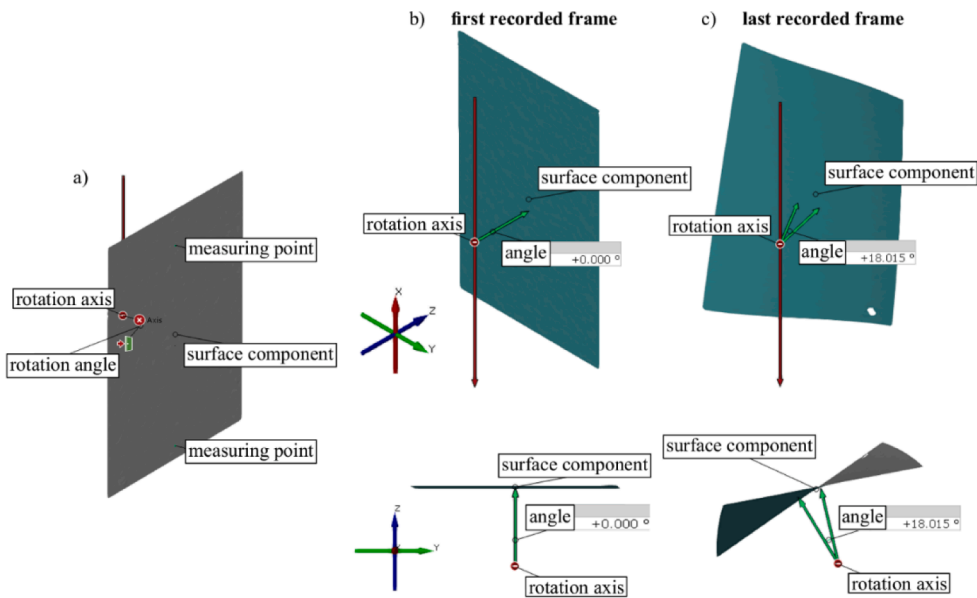 a)
measuring point
rotation axis
Axis
rotation angle
surface component
measuring point
b) first recorded frame
surface component
rotation axis
angle
+0.000 °
X
Z
Y
surface component
Z
Y
angle
+0.000 °
rotation axis
c) last recorded frame
surface component
rotation axis
angle
+18.015 °
surface component
angle
+18.015 °
rotation axis